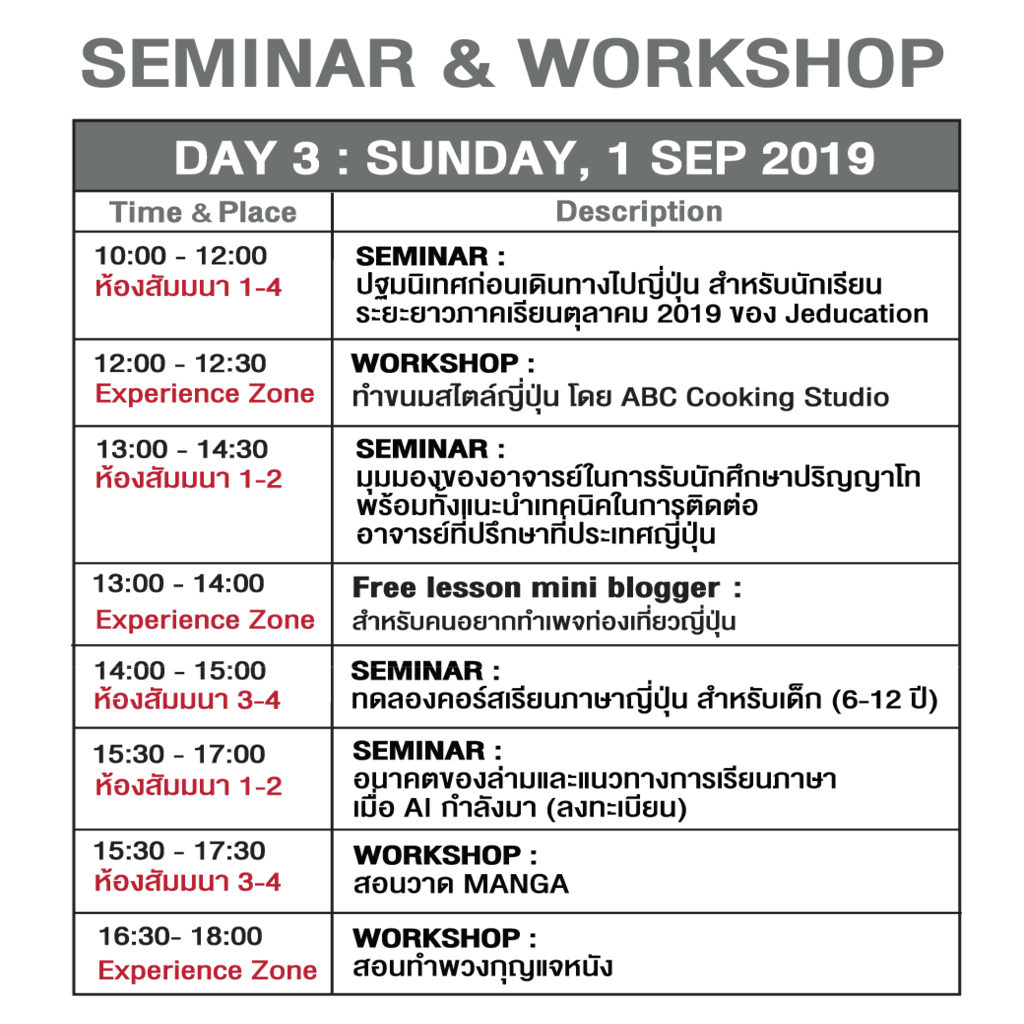 SEMINAR & WORKSHOP
DAY 3 : SUNDAY, 1 SEP 2019
Time & Place
Description
10:00 - 12:00
ห้องสัมมนา 1-4
SEMINAR :
ปฐมนิเทศก่อนเดินทางไปญี่ปุ่น สำหรับนักเรียน
ระยะยาวภาคเรียนตุลาคม 2019 ของ Jeducation
12:00 - 12:30
Experience Zone
WORKSHOP :
ทำขนมสไตล์ญี่ปุ่น โดย ABC Cooking Studio
13:00 - 14:30
ห้องสัมมนา 1-2
SEMINAR :
มุมมองของอาจารย์ในการรับนักศึกษาปริญญาโท
พร้อมทั้งแนะนำเทคนิคในการติดต่อ
อาจารย์ที่ปรึกษาที่ประเทศญี่ปุ่น
13:00 - 14:00
Experience Zone
Free lesson mini blogger :
สำหรับคนอยากทำเพจท่องเที่ยวญี่ปุ่น
14:00 - 15:00
ห้องสัมมนา 3-4
SEMINAR :
ทดลองคอร์สเรียนภาษาญี่ปุ่น สำหรับเด็ก (6-12 ปี)
15:30 - 17:00
ห้องสัมมนา 1-2
SEMINAR :
อนาคตของล่ามและแนวทางการเรียนภาษา
เมื่อ AI กำลังมา (ลงทะเบียน)
15:30 - 17:30
ห้องสัมมนา 3-4
WORKSHOP :
สอนวาด MANGA
16:30- 18:00
Experience Zone
WORKSHOP :
สอนทำพวงกุญแจหนัง